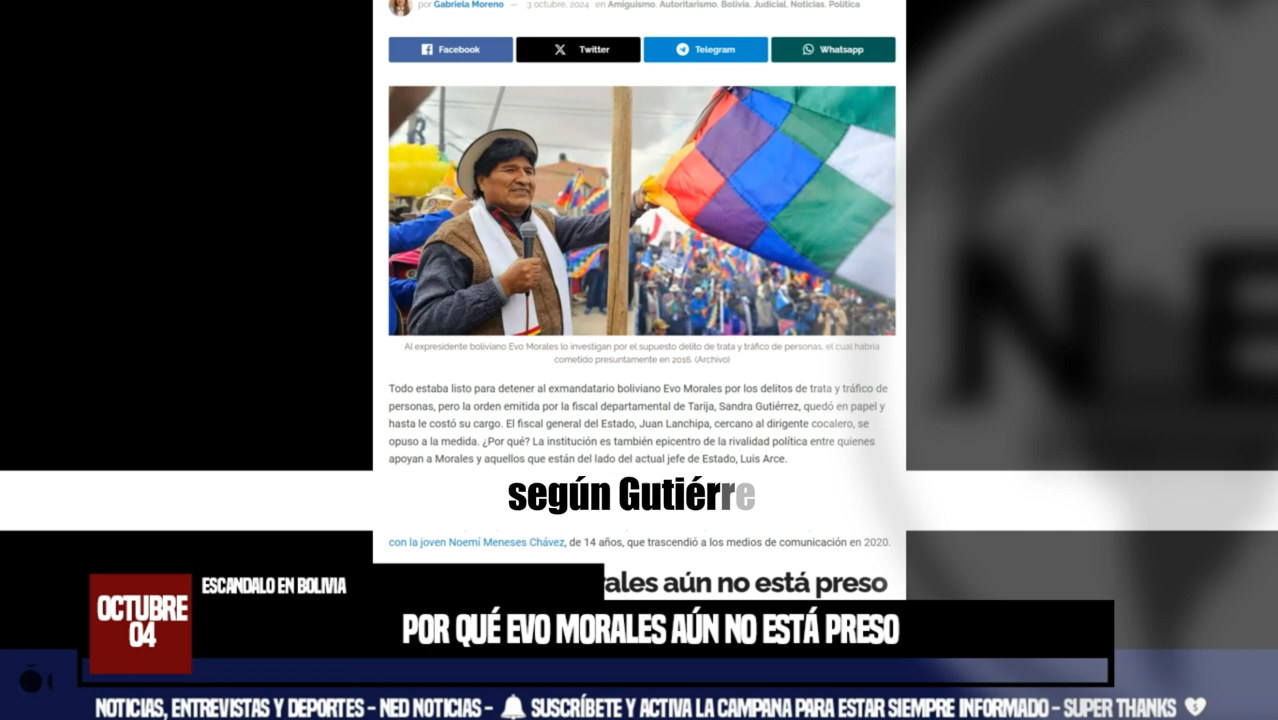 por Gabriela Moreno — 3 octubre, 2024 en Amiguismo, Autoritarismo, Bolivia, Judicial, Noticias, Política
Facebook
Twitter
Telegram
Whatsapp
Al expresidente boliviano Evo Morales lo investigan por el supuesto delito de trata y tráfico de personas, el cual habría
cometido presuntamente en 2016. (Archivo)
Todo estaba listo para detener al exmandatario boliviano Evo Morales por los delitos de trata y tráfico de
personas, pero la orden emitida por la fiscal departamental de Tarija, Sandra Gutiérrez, quedó en papel y
hasta le costó su cargo. El fiscal general del Estado, Juan Lanchipa, cercano al dirigente cocalero, se
opuso a la medida. ¿Por qué? La institución es también epicentro de la rivalidad política entre quienes
apoyan a Morales y aquellos que están del lado del actual jefe de Estado, Luis Arce.
según Gutiérre
con la joven Noemí Meneses Chávez, de 14 años, que trascendió a los medios de comunicación en 2020.
rales aún no está preso
ESCANDALO EN BOLIVIA
OCTUBRE
04
POR QUÉ EVO MORALES AÚN NO ESTÁ PRESO
NOTICIAS, ENTREVISTAS Y DEPORTES - NED NOTICIAS - 🔔 SUSCRÍBETE Y ACTIVA LA CAMPANA PARA ESTAR SIEMPRE INFORMADO - SUPER THANKS
N E